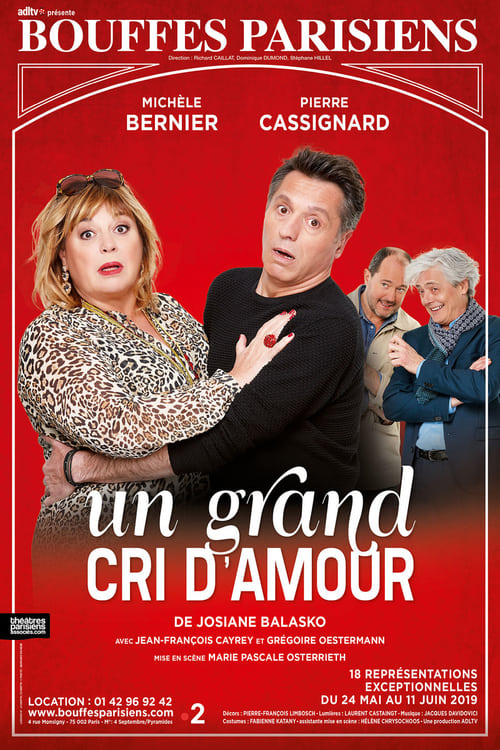 adltv présente
BOUFFES PARISIENS
Direction : Richard CAILLAT, Dominique DUMOND, Stéphane HILLEL
MICHÈLE
BERNIER
PIERRE
CASSIGNARD
un grand
CRI D'AMOUR
DE JOSIANE BALASKO
AVEC JEAN-FRANÇOIS CAYREY ET GRÉGOIRE OESTERMANN
MISE EN SCÈNE MARIE PASCALE OSTERRIETH
théâtres
parisiens
associés.com
18 REPRÉSENTATIONS
EXCEPTIONNELLES
DU 24 MAI AU 11 JUIN 2019
LOCATION : 01 42 96 92 42
www.bouffesparisiens.com
4 rue Monsigny - 75 002 Paris - M° : 4 Septembre/Pyramides
2
Décors : PIERRE-FRANÇOIS LIMBOSCH - Lumières : LAURENT CASTAINGT - Musique : JACQUES DAVIDOVICI
Costumes : FABIENNE KATANY - assistante mise en scène : HÉLÈNE CHRYSOCHOOS - Une production ADLTV